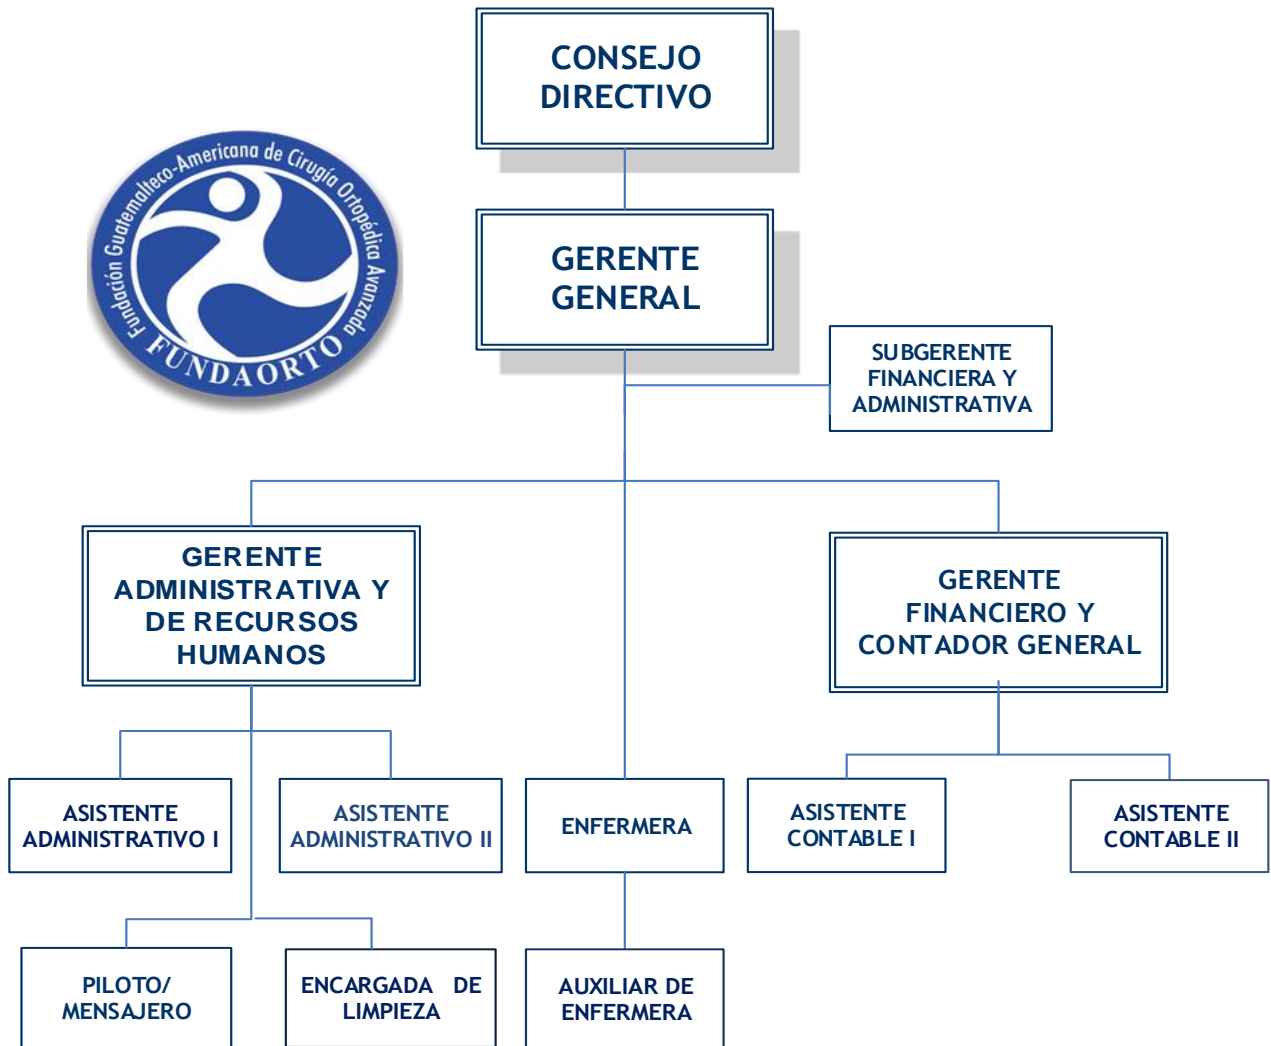 CONSEJO
DIRECTIVO
Fundación Guatemalteco-Americana de Cirugía Ortopédica Avanzada
FUNDAORTO
GERENTE
GENERAL
SUBGERENTE
FINANCIERA Y
ADMINISTRATIVA
GERENTE
ADMINISTRATIVA Y
DE RECURSOS
HUMANOS
GERENTE
FINANCIERO Y
CONTADOR GENERAL
ASISTENTE
ADMINISTRATIVO I
ASISTENTE
ADMINISTRATIVO II
ENFERMERA
ASISTENTE
CONTABLE I
ASISTENTE
CONTABLE II
PILOTO/
MENSAJERO
ENCARGADA DE
LIMPIEZA
AUXILIAR DE
ENFERMERA